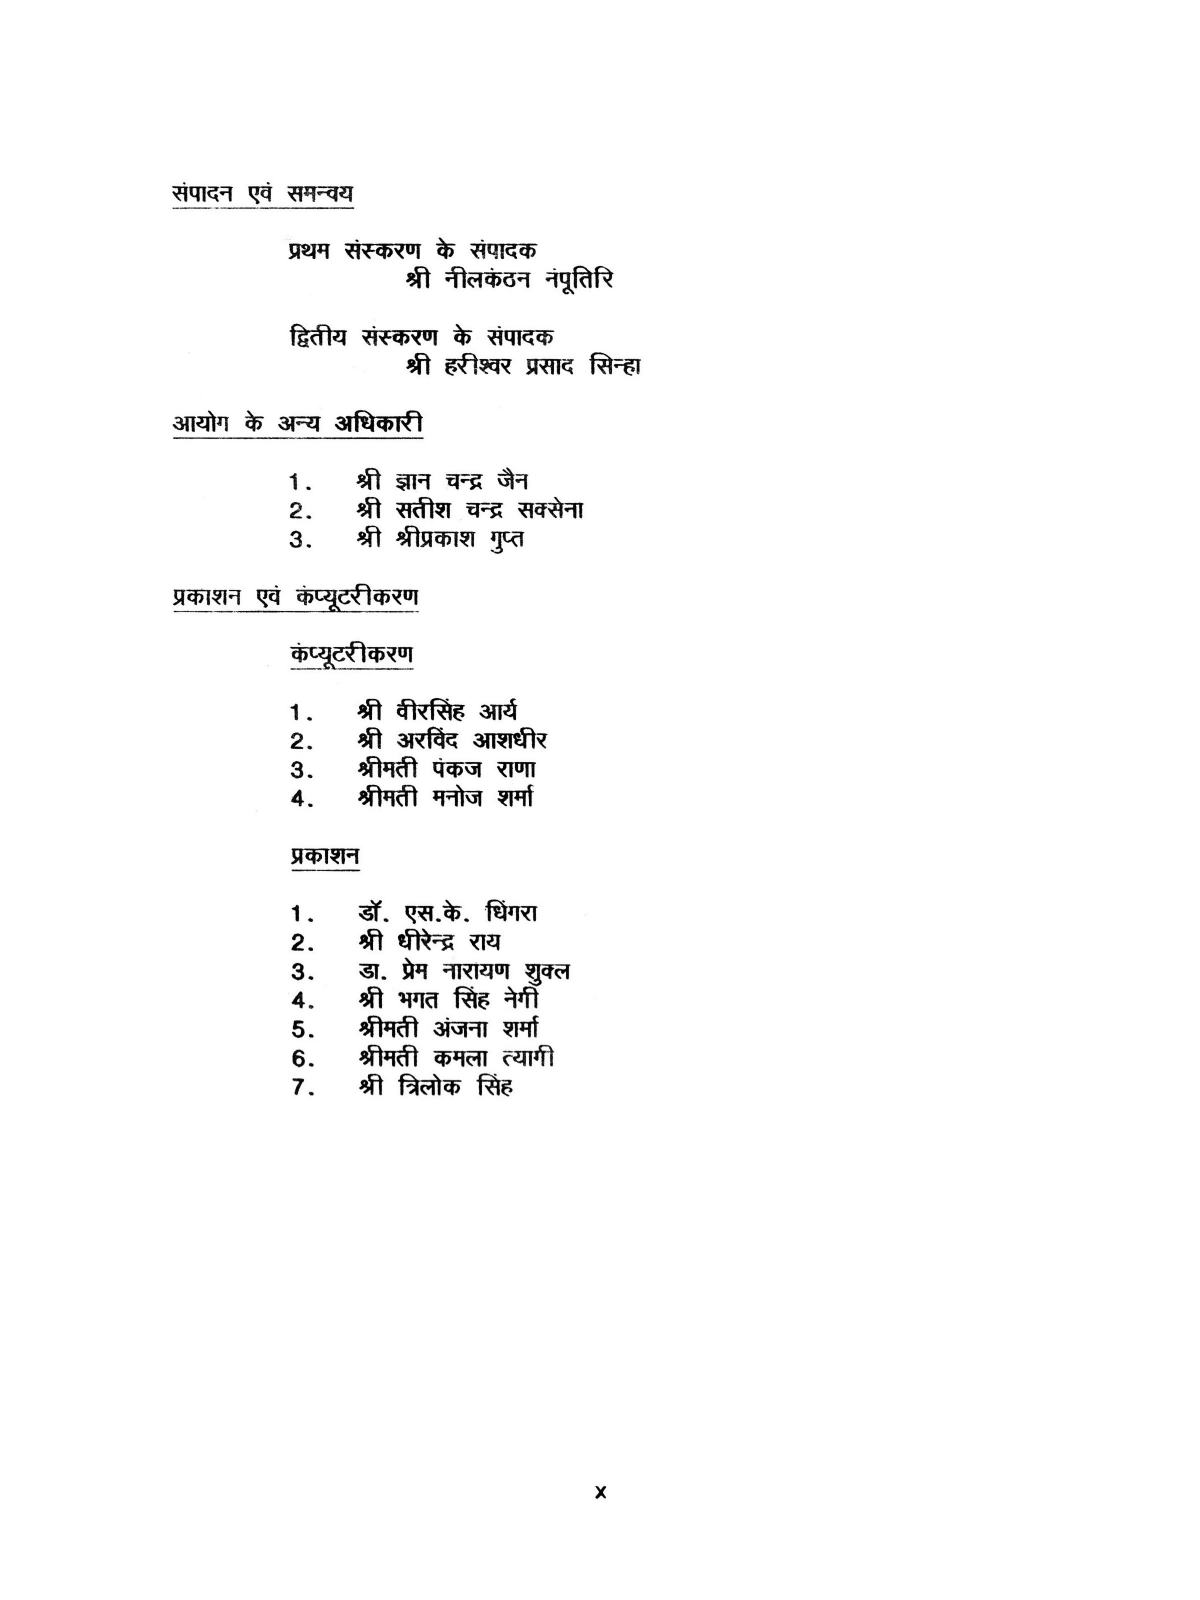 संपादन एवं समन्वय
प्रथम संस्करण के संपादक
श्री नीलकंठन नंपूतिरि
द्वितीय संस्करण के संपादक
श्री हरीश्वर प्रसाद सिन्हा
आयोग के अन्य अधिकारी
1. श्री ज्ञान चन्द्र जैन
2. श्री सतीश चन्द्र सक्सेना
3. श्री श्रीप्रकाश गुप्त
प्रकाशन एवं कंप्यूटरीकरण
कंप्यूटरीकरण
1. श्री वीरसिंह आर्य
2. श्री अरविंद आशधीर
3. श्रीमती पंकज राणा
4. श्रीमती मनोज शर्मा
प्रकाशन
1. डॉ. एस.के. धिंगरा
2. श्री धीरेन्द्र राय
3. डा. प्रेम नारायण शुक्ल
4. श्री भगत सिंह नेगी
5. श्रीमती अंजना शर्मा
6. श्रीमती कमला त्यागी
7. श्री त्रिलोक सिंह
x